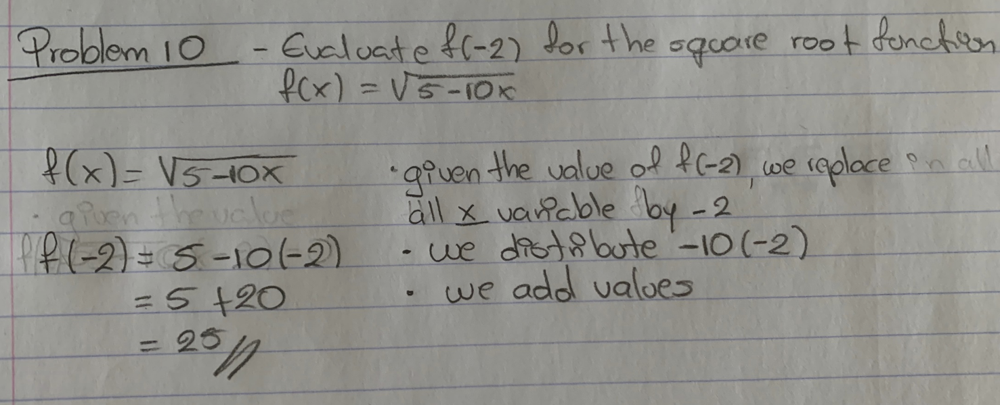 Problem 10 - Evaluate f(-2) for the square root function
f(x) = √5-10x
f(x) = √5-10x · given the value of f(-2), we replace in all
· given the value all x variable by -2
f(-2) = 5 -10(-2) · we distribute -10(-2)
= 5 +20 · we add values
= 25